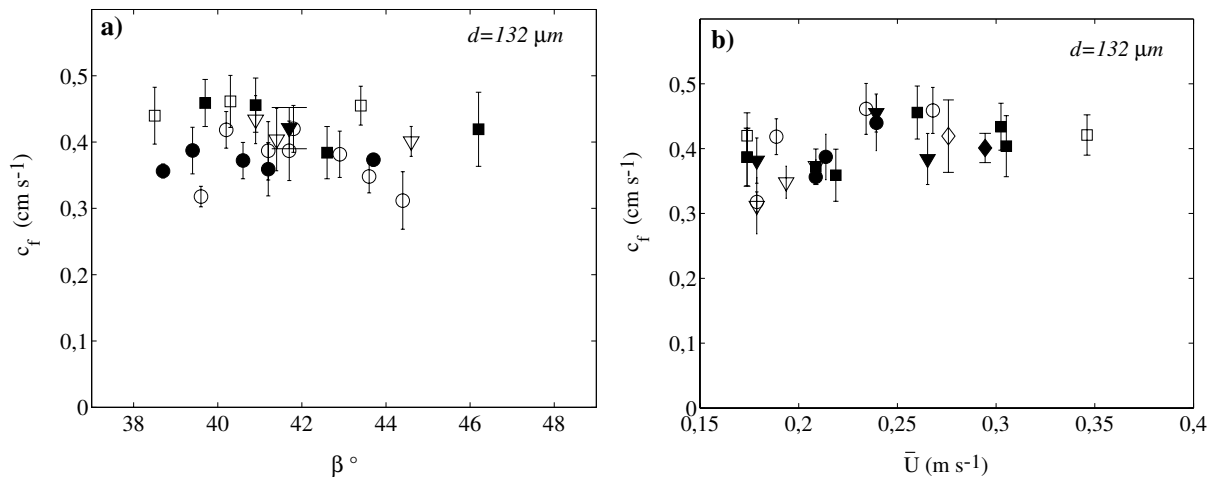 a)
d=132 μm
0,5
0,4
0,3
0,2
0,1
0
c_f (cm s-1)
38 40 42 44 46 48
β °
b)
d=132 μm
0,5
0,4
0,3
0,2
0,1
0
c_f (cm s-1)
0,15 0,2 0,25 0,3 0,35 0,4
Ū (m s-1)